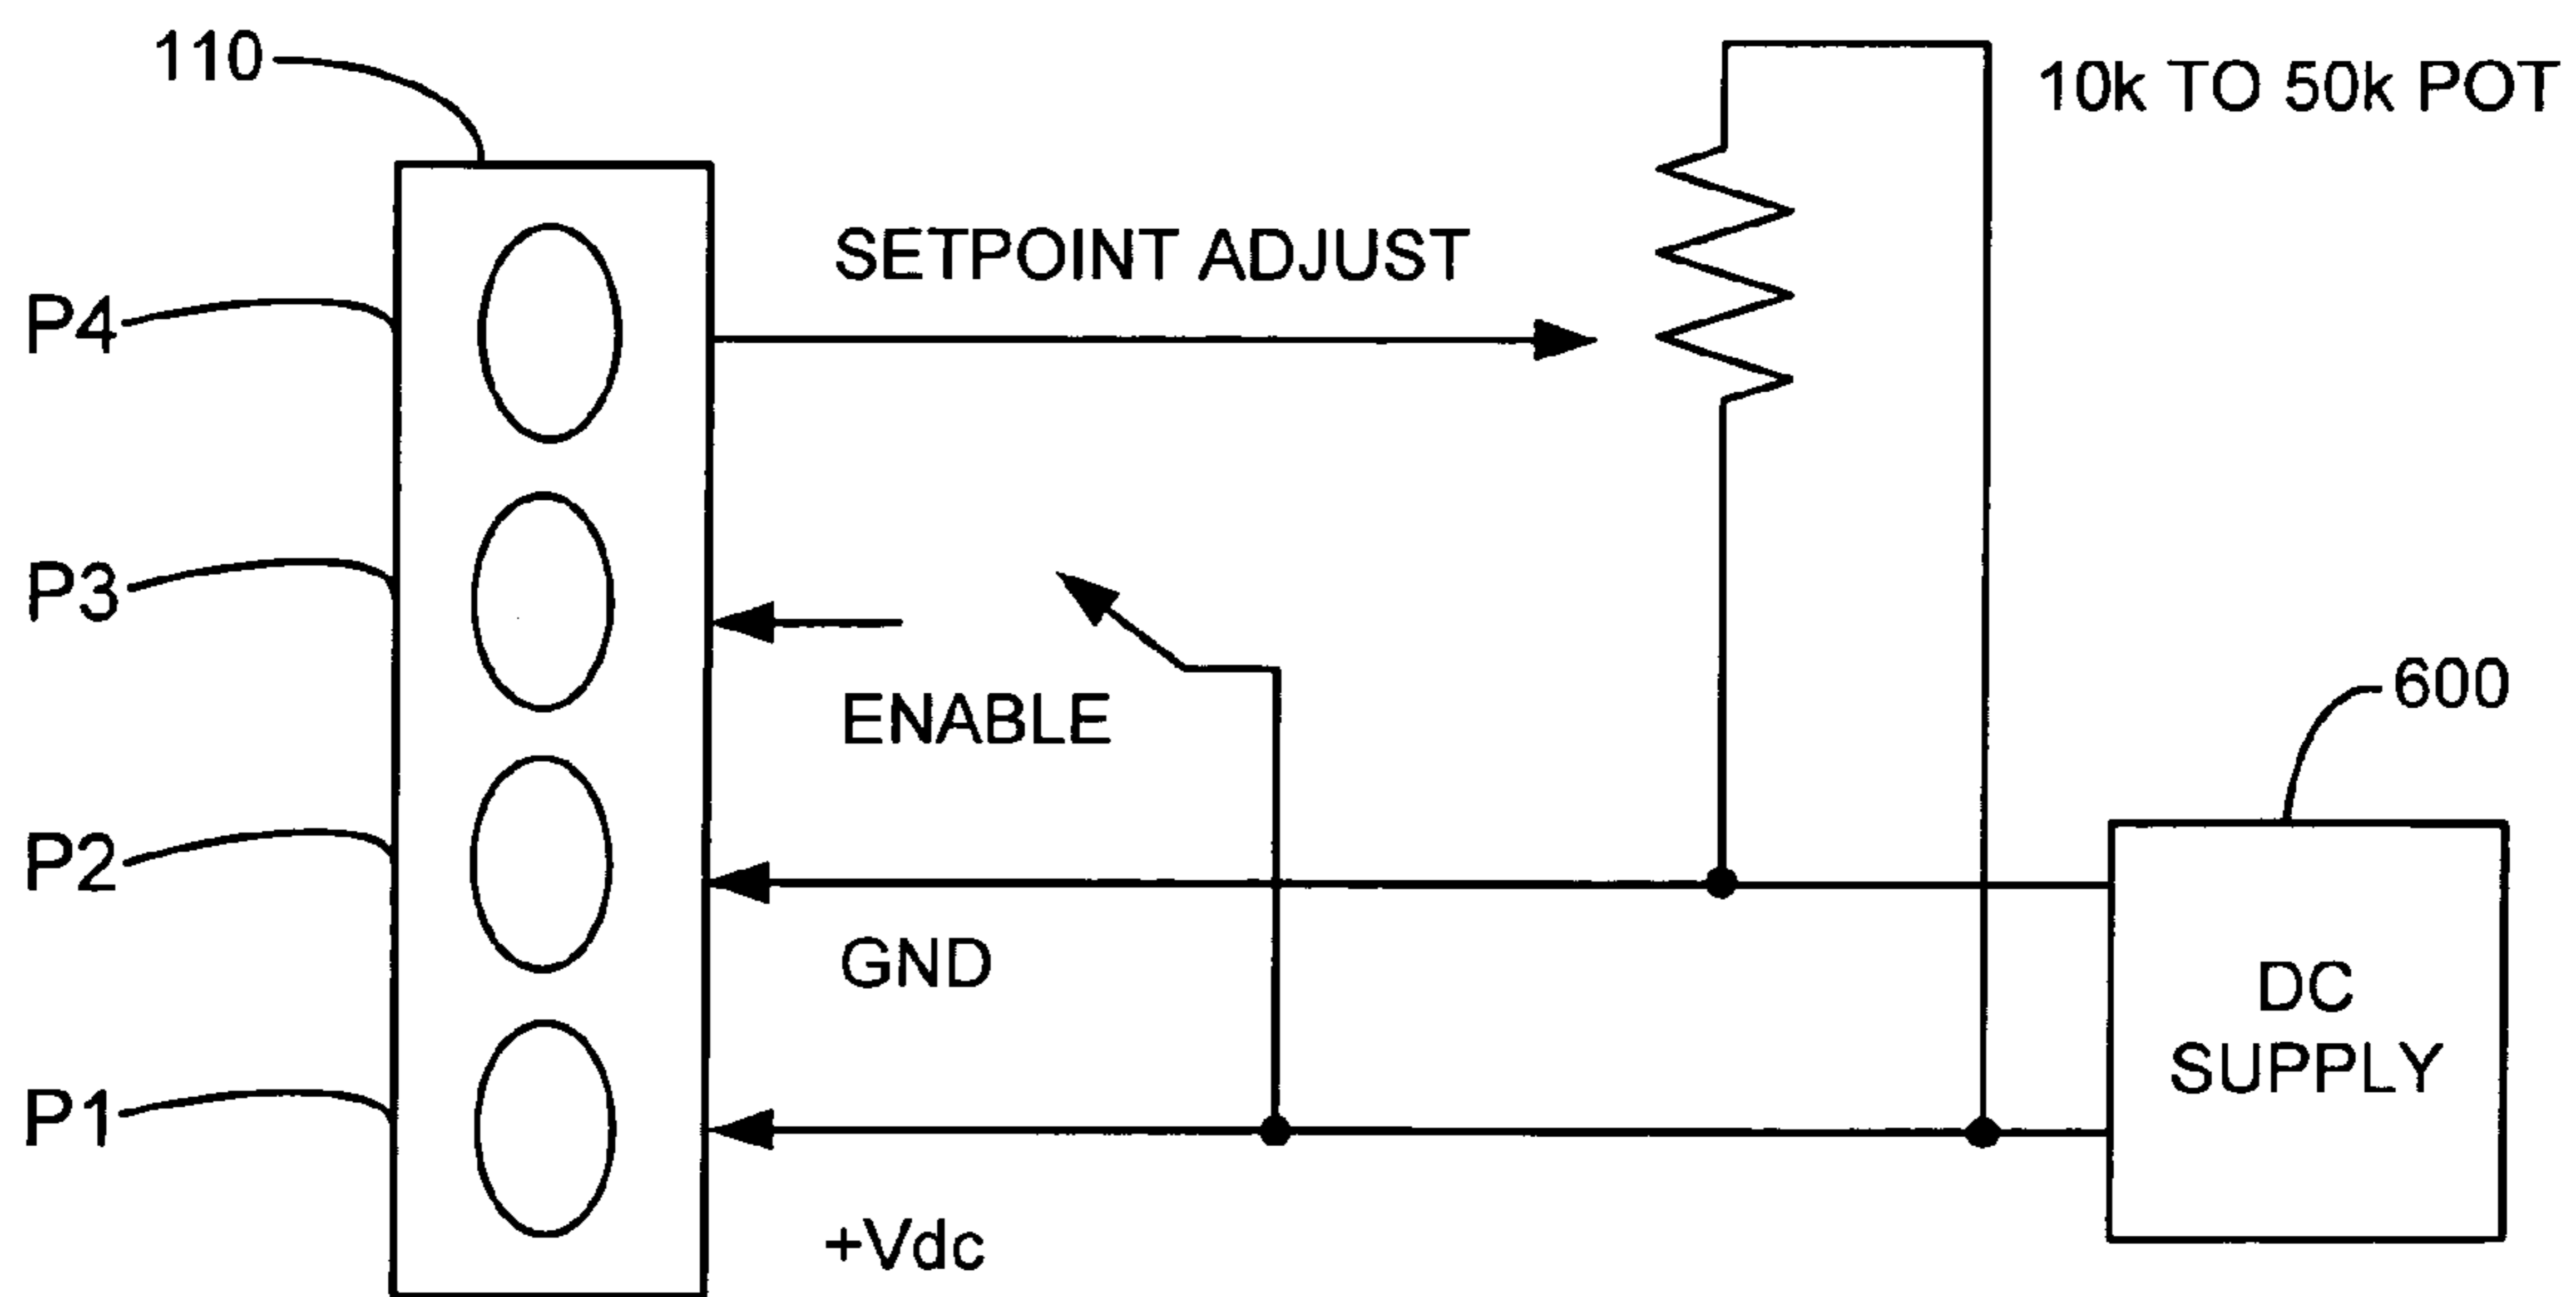 110
10k TO 50k POT
SETPOINT ADJUST
P4
P3
ENABLE
600
P2
GND
DC
SUPPLY
P1
+Vdc